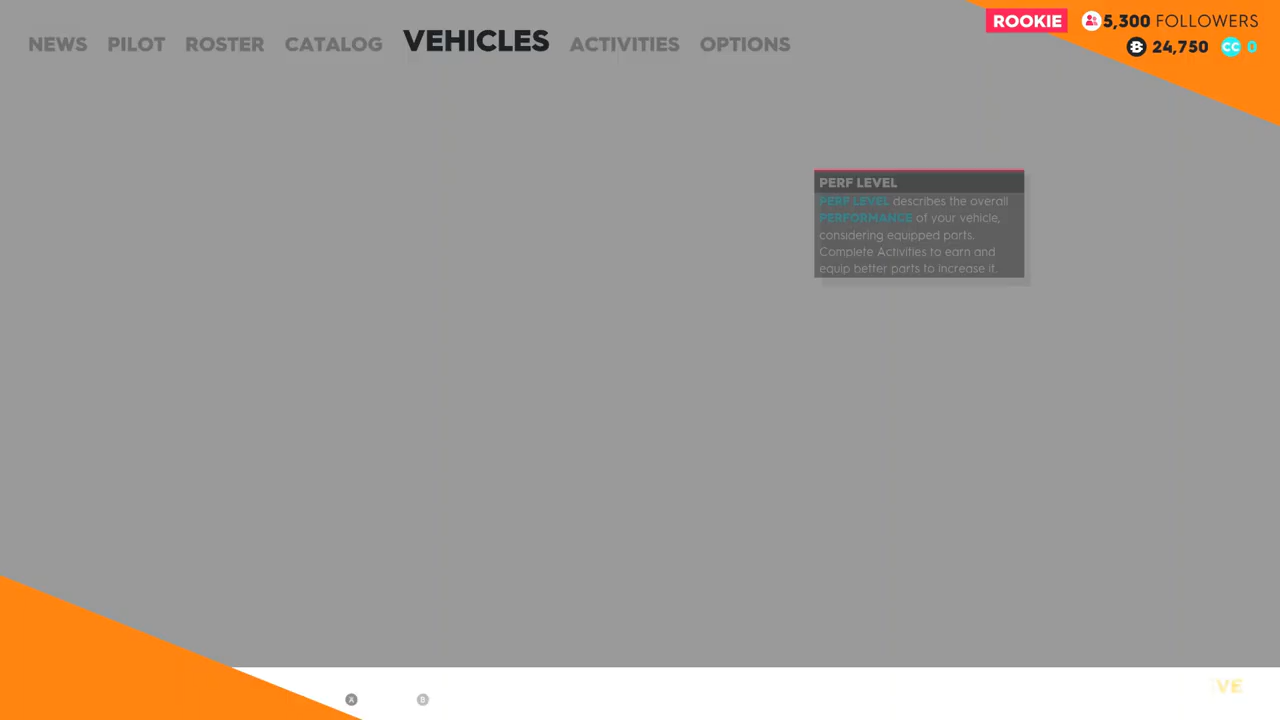 NEWS PILOT ROSTER CATALOG VEHICLES ACTIVITIES OPTIONS
ROOKIE 5,300 FOLLOWERS
24,750 CC 0
PERF LEVEL
PERF LEVEL describes the overall
PERFORMANCE of your vehicle,
considering equipped parts.
Complete Activities to earn and
equip better parts to increase it.
A B